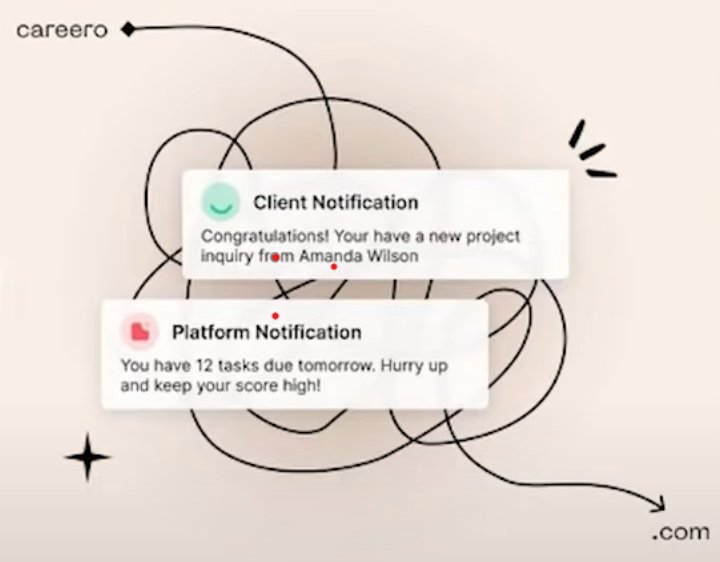 careero
Client Notification
Congratulations! Your have a new project
inquiry from Amanda Wilson
Platform Notification
You have 12 tasks due tomorrow. Hurry up
and keep your score high!
.com